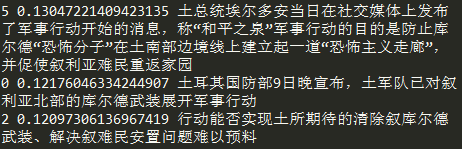 5 0.13047221409423135 土总统埃尔多安当日在社交媒体上发布
了军事行动开始的消息，称“和平之泉”军事行动的目的是防止库
尔德“恐怖分子”在土南部边境线上建立起一道“恐怖主义走廊”，
并促使叙利亚难民重返家园
0 0.12176046334244907 土耳其国防部9日晚宣布，土军队已对叙
利亚北部的库尔德武装展开军事行动
2 0.12097306136967419 行动能否实现土所期待的清除叙库尔德
武装、解决叙难民安置问题难以预料